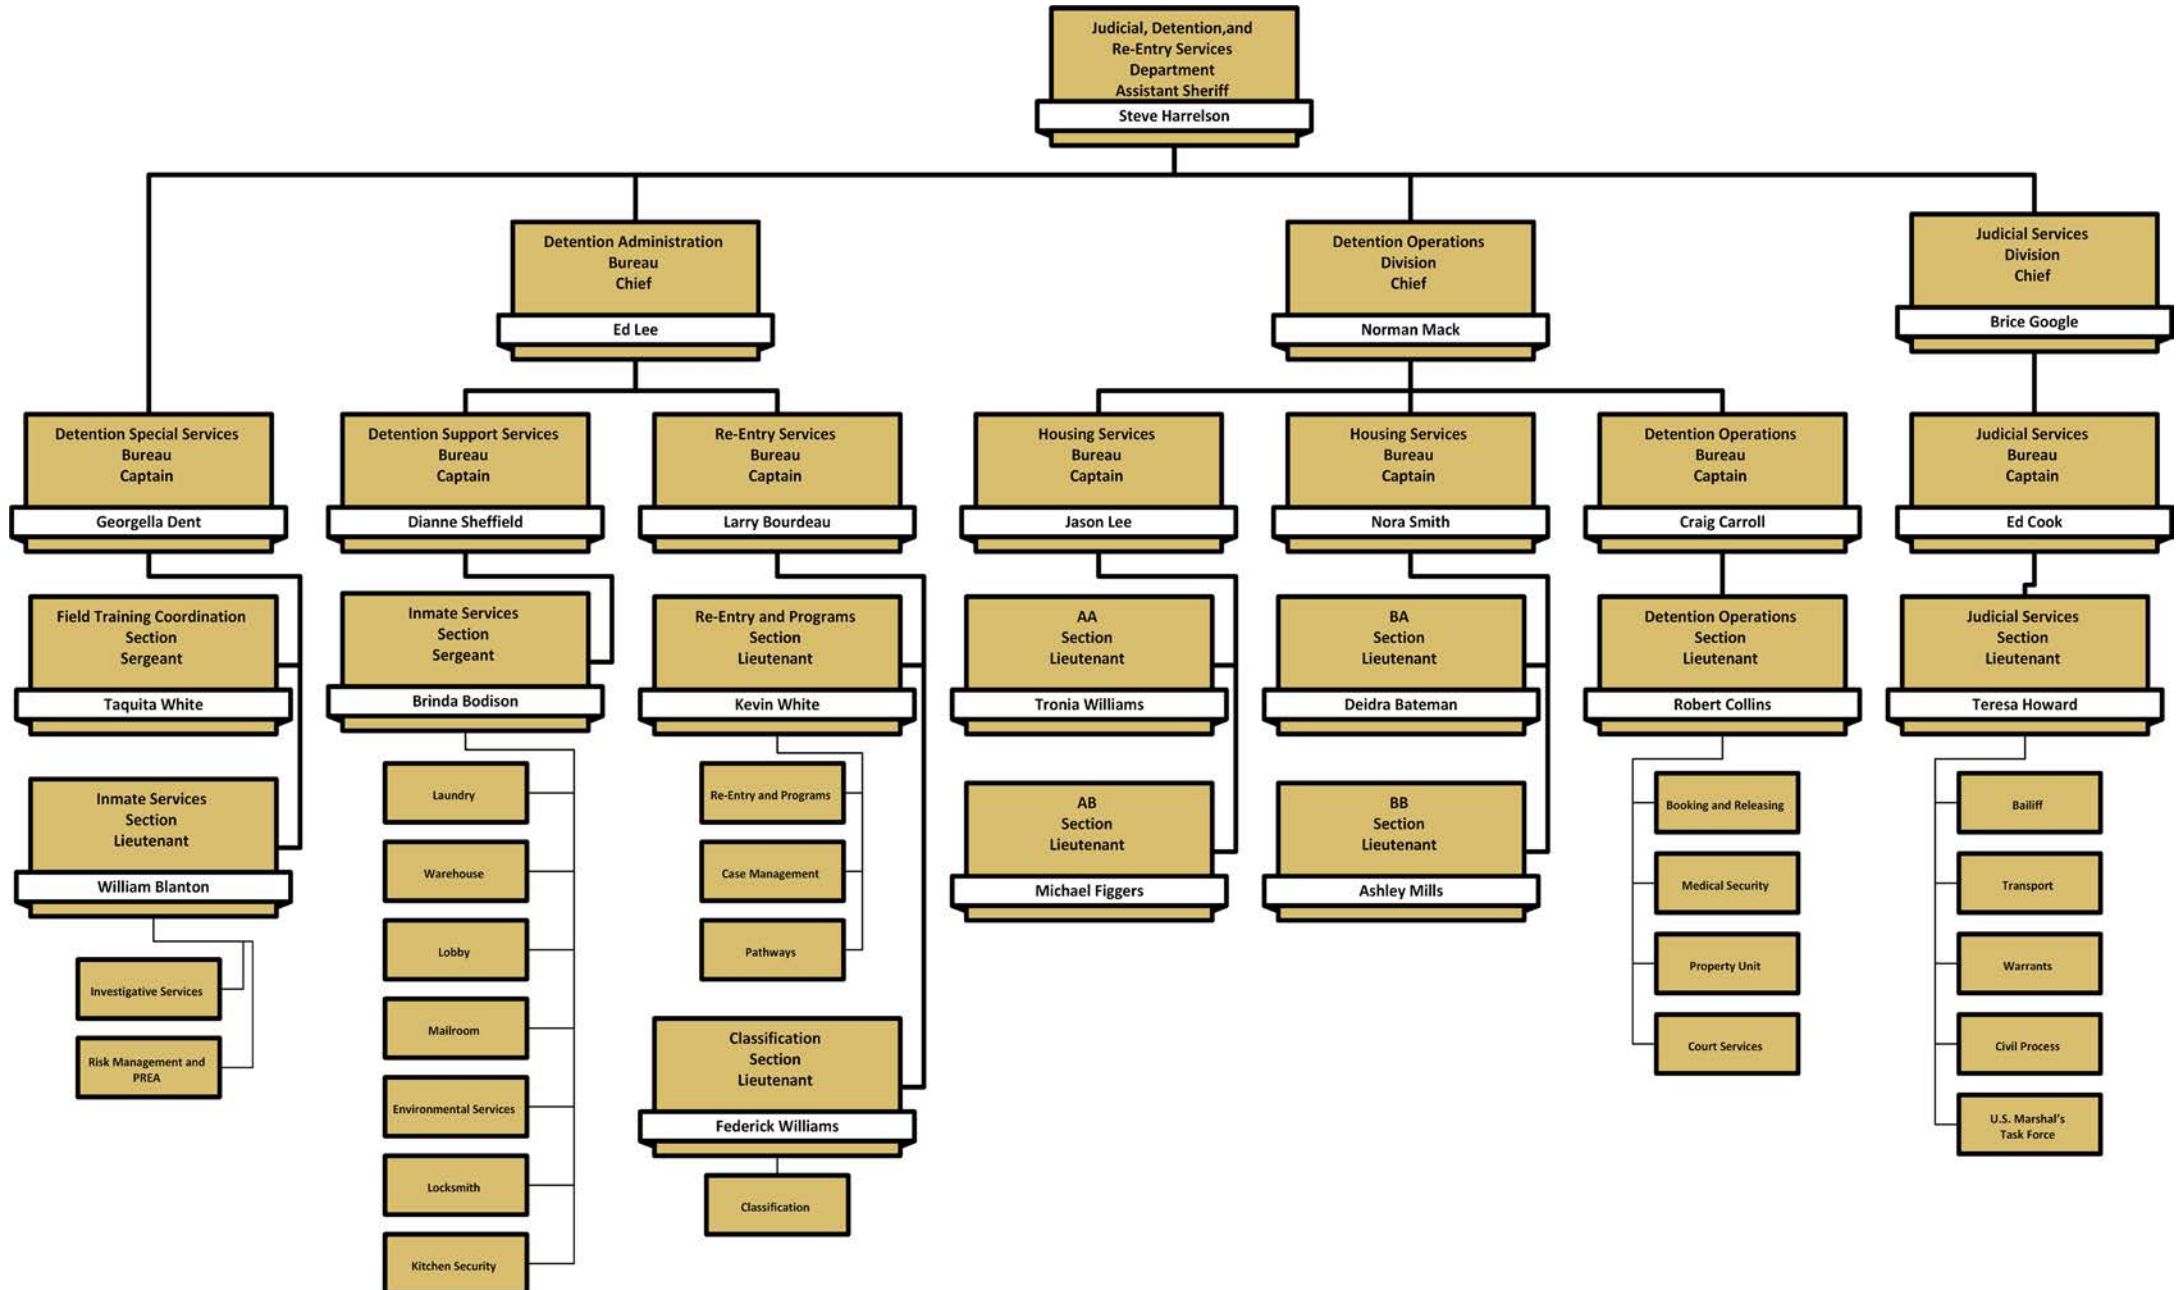 Judicial, Detention,and
Re-Entry Services
Department
Assistant Sheriff
Steve Harrelson
Detention Administration
Bureau
Chief
Ed Lee
Detention Operations
Division
Chief
Norman Mack
Judicial Services
Division
Chief
Brice Google
Detention Special Services
Bureau
Captain
Georgella Dent
Detention Support Services
Bureau
Captain
Dianne Sheffield
Re-Entry Services
Bureau
Captain
Larry Bourdeau
Housing Services
Bureau
Captain
Jason Lee
Housing Services
Bureau
Captain
Nora Smith
Detention Operations
Bureau
Captain
Craig Carroll
Judicial Services
Bureau
Captain
Ed Cook
Field Training Coordination
Section
Sergeant
Taquita White
Inmate Services
Section
Sergeant
Brinda Bodison
Re-Entry and Programs
Section
Lieutenant
Kevin White
AA
Section
Lieutenant
Tronia Williams
BA
Section
Lieutenant
Deidra Bateman
Detention Operations
Section
Lieutenant
Robert Collins
Judicial Services
Section
Lieutenant
Teresa Howard
Inmate Services
Section
Lieutenant
William Blanton
Investigative Services
Risk Management and
PREA
Laundry
Warehouse
Lobby
Mailroom
Environmental Services
Locksmith
Kitchen Security
Re-Entry and Programs
Case Management
Pathways
Classification
Section
Lieutenant
Federick Williams
Classification
AB
Section
Lieutenant
Michael Figgers
BB
Section
Lieutenant
Ashley Mills
Booking and Releasing
Medical Security
Property Unit
Court Services
Bailiff
Transport
Warrants
Civil Process
U.S. Marshal's
Task Force